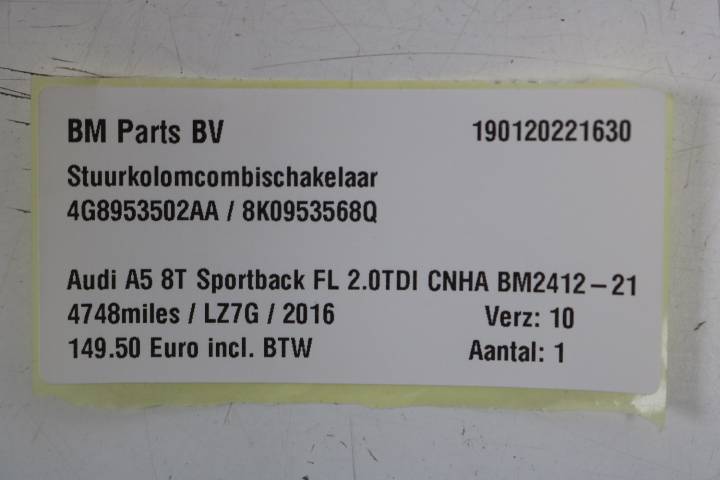 BM Parts BV 190120221630
Stuurkolomcombischakelaar
4G8953502AA / 8K0953568Q
Audi A5 8T Sportback FL 2.0TDI CNHA BM2412-21
4748miles / LZ7G / 2016 Verz: 10
149.50 Euro incl. BTW Aantal: 1